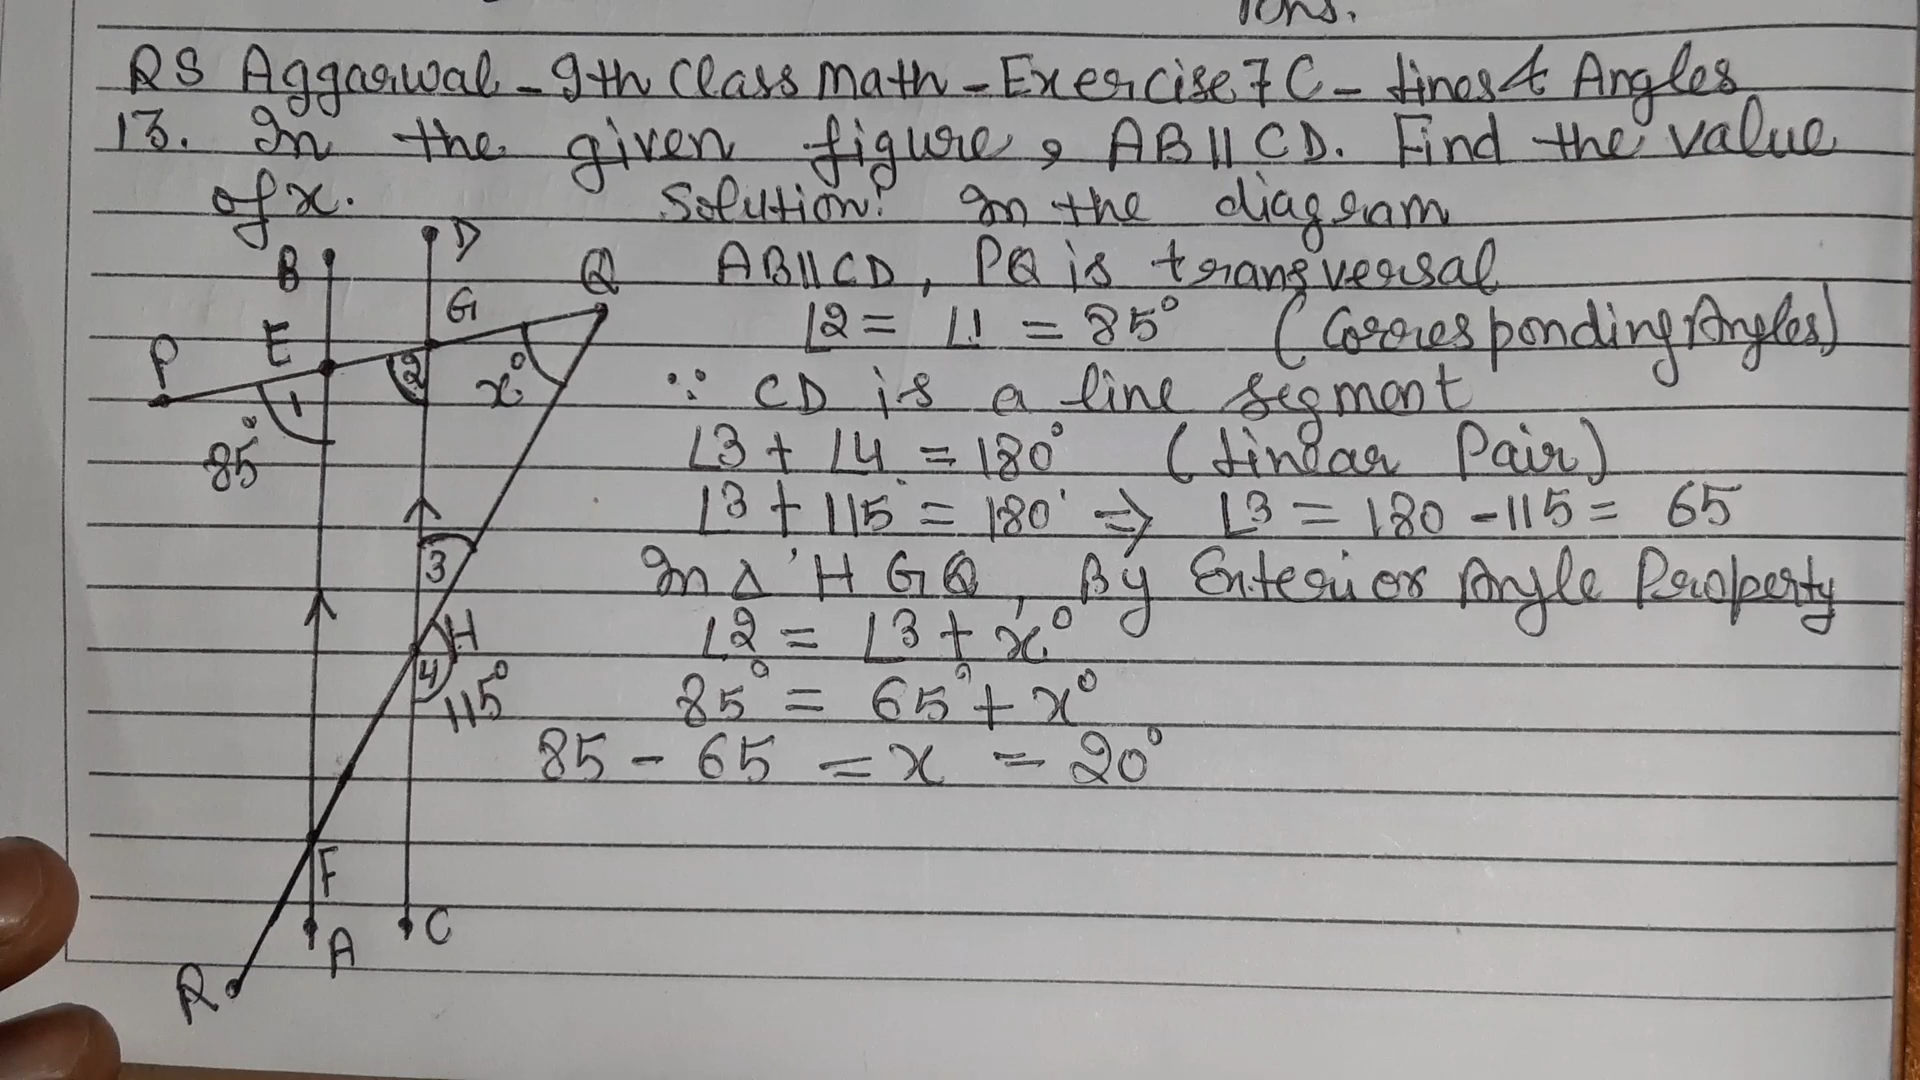 ions.
RS Aggarwal - 9th Class Math - Exercise 7C - Lines & Angles
13. In the given figure, AB || CD. Find the value
of x. Solution: In the diagram
AB || CD, PQ is transversal
∠2 = ∠1 = 85° (Corresponding Angles)
∵ CD is a line segment
∠3 + ∠4 = 180° (Linear Pair)
∠3 + 115° = 180° ⇒ ∠3 = 180 - 115 = 65
In Δ HGQ, By Exterior Angle Property
∠2 = ∠3 + x°
85° = 65° + x°
85 - 65 = x = 20°
B
D
Q
G
E
P
2
x°
1
85°
3
H
4
115°
F
A
C
R